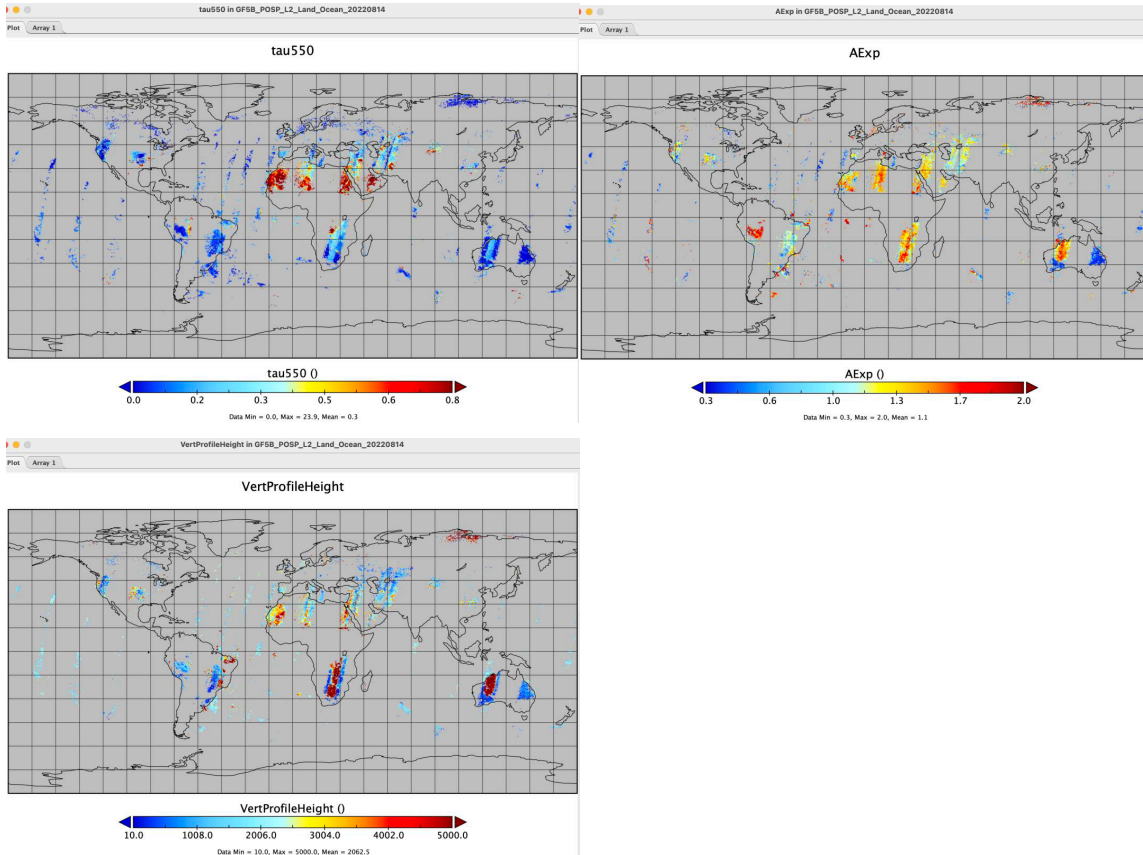 tau550 in GF5B_POSP_L2_Land_Ocean_20220814
Plot Array 1
tau550
tau550 ()
0.0 0.2 0.3 0.5 0.6 0.8
Data Min = 0.0, Max = 23.9, Mean = 0.3
AExp in GF5B_POSP_L2_Land_Ocean_20220814
Plot Array 1
AExp
AExp ()
0.3 0.6 1.0 1.3 1.7 2.0
Data Min = 0.3, Max = 2.0, Mean = 1.1
VertProfileHeight in GF5B_POSP_L2_Land_Ocean_20220814
Plot Array 1
VertProfileHeight
VertProfileHeight ()
10.0 1008.0 2006.0 3004.0 4002.0 5000.0
Data Min = 10.0, Max = 5000.0, Mean = 2062.5